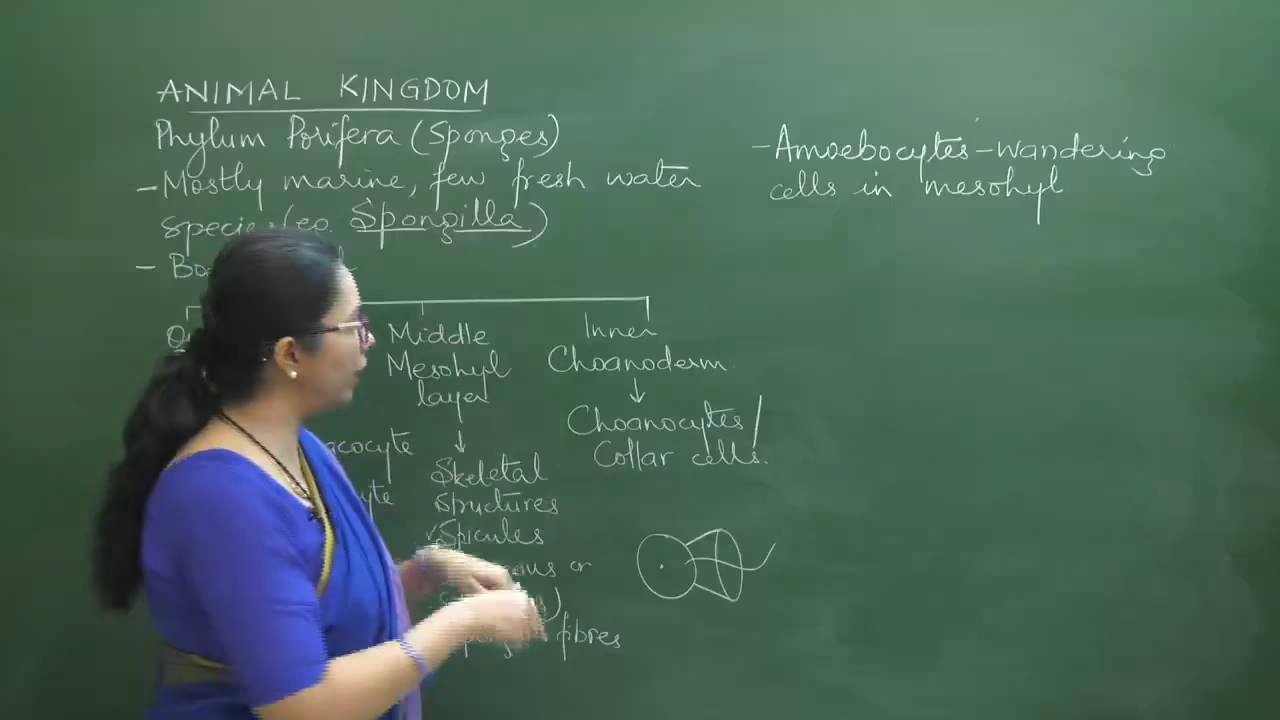 ANIMAL KINGDOM
Phylum Porifera (Sponges)
- Mostly marine, few fresh water
species (eg. Spongilla)
-
Middle
Mesohyl
layer
↓
Skeletal
structures
✓Spicules
or
fibres
Inner
Choanoderm
↓
Choanocytes/
Collar cells.
- Amoebocytes - wandering
cells in mesohyl